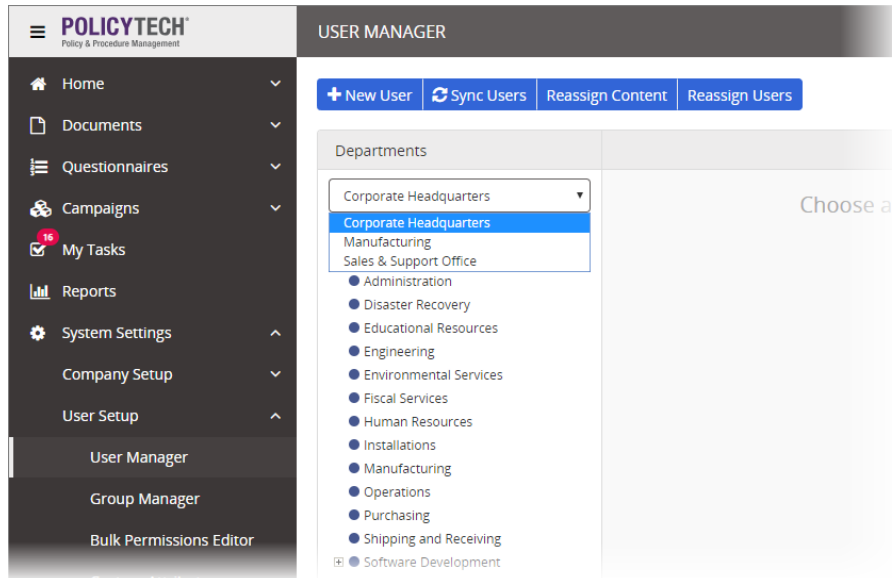 POLICYTECH®
Policy & Procedure Management
Home
Documents
Questionnaires
Campaigns
16
My Tasks
Reports
System Settings
Company Setup
User Setup
User Manager
Group Manager
Bulk Permissions Editor
USER MANAGER
New User Sync Users Reassign Content Reassign Users
Departments
Corporate Headquarters
Corporate Headquarters
Manufacturing
Sales & Support Office
Administration
Disaster Recovery
Educational Resources
Engineering
Environmental Services
Fiscal Services
Human Resources
Installations
Manufacturing
Operations
Purchasing
Shipping and Receiving
Software Development
Choose a